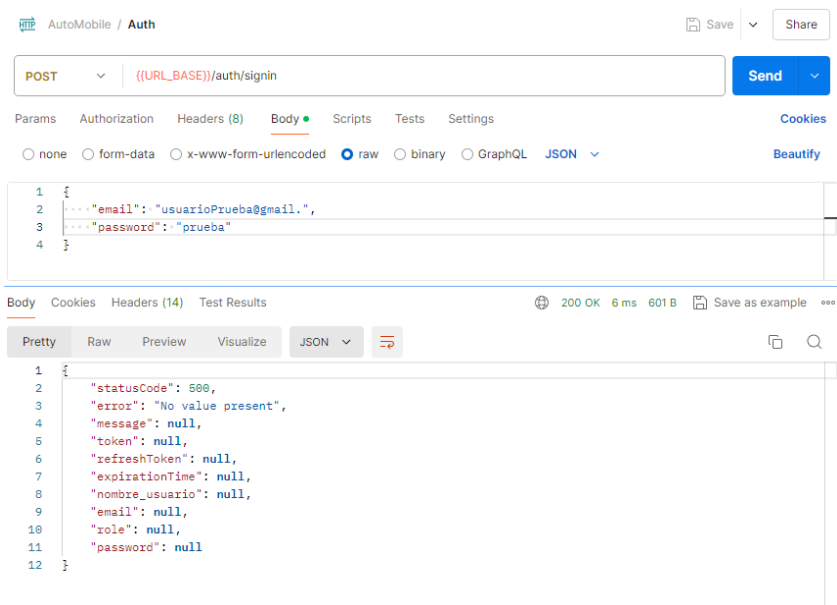 HTTP AutoMobile / Auth Save Share
POST {{URL_BASE}}/auth/signin Send
Params Authorization Headers (8) Body Scripts Tests Settings Cookies
none form-data x-www-form-urlencoded raw binary GraphQL JSON Beautify
1 {
2 ····"email":·"usuarioPrueba@gmail.",
3 ····"password":·"prueba"
4 }
Body Cookies Headers (14) Test Results 200 OK 6 ms 601 B Save as example
Pretty Raw Preview Visualize JSON
1 {
2 "statusCode": 500,
3 "error": "No value present",
4 "message": null,
5 "token": null,
6 "refreshToken": null,
7 "expirationTime": null,
8 "nombre_usuario": null,
9 "email": null,
10 "role": null,
11 "password": null
12 }